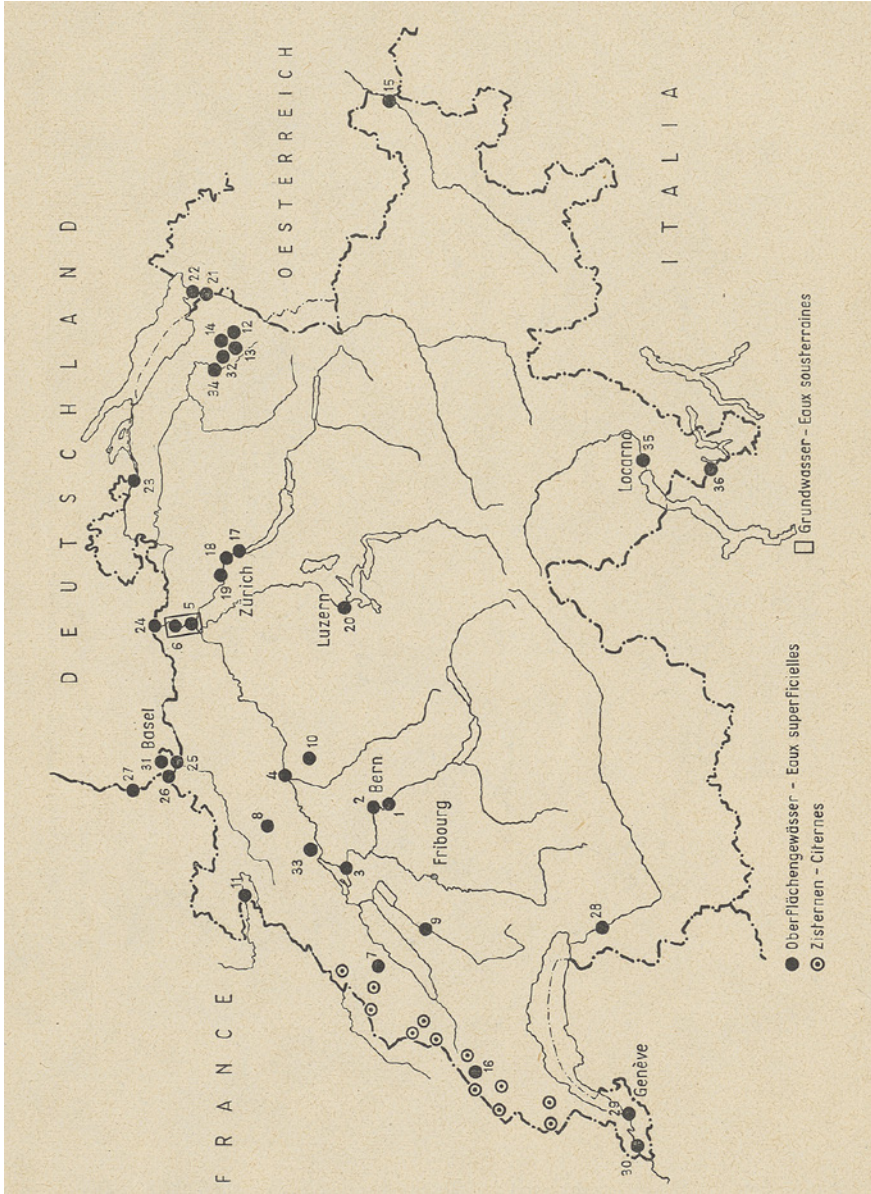 DEUTSCHLAND
FRANCE
OESTERREICH
ITALIA
27
31 Basel
26
25
24
6
5
23
22
21
14
12
34
32
13
15
11
8
4
10
33
3
2
Bern
1
Fribourg
9
7
16
19
18
17
Zürich
Luzern
20
28
29
Genève
30
Locarno
35
36
● Oberflächengewässer – Eaux superficielles
Zisternen – Citernes
Grundwasser – Eaux sousterraines